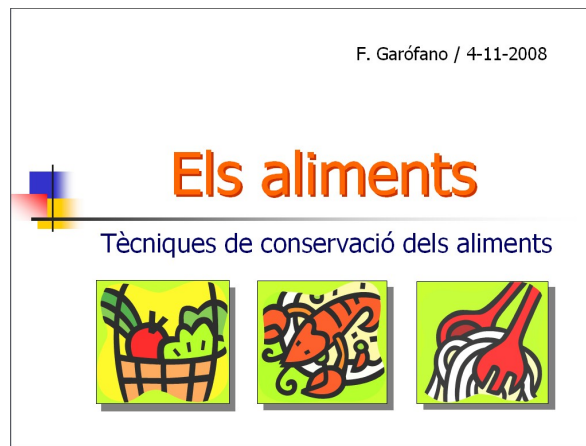 F. Garófano / 4-11-2008
Els aliments
Tècniques de conservació dels aliments